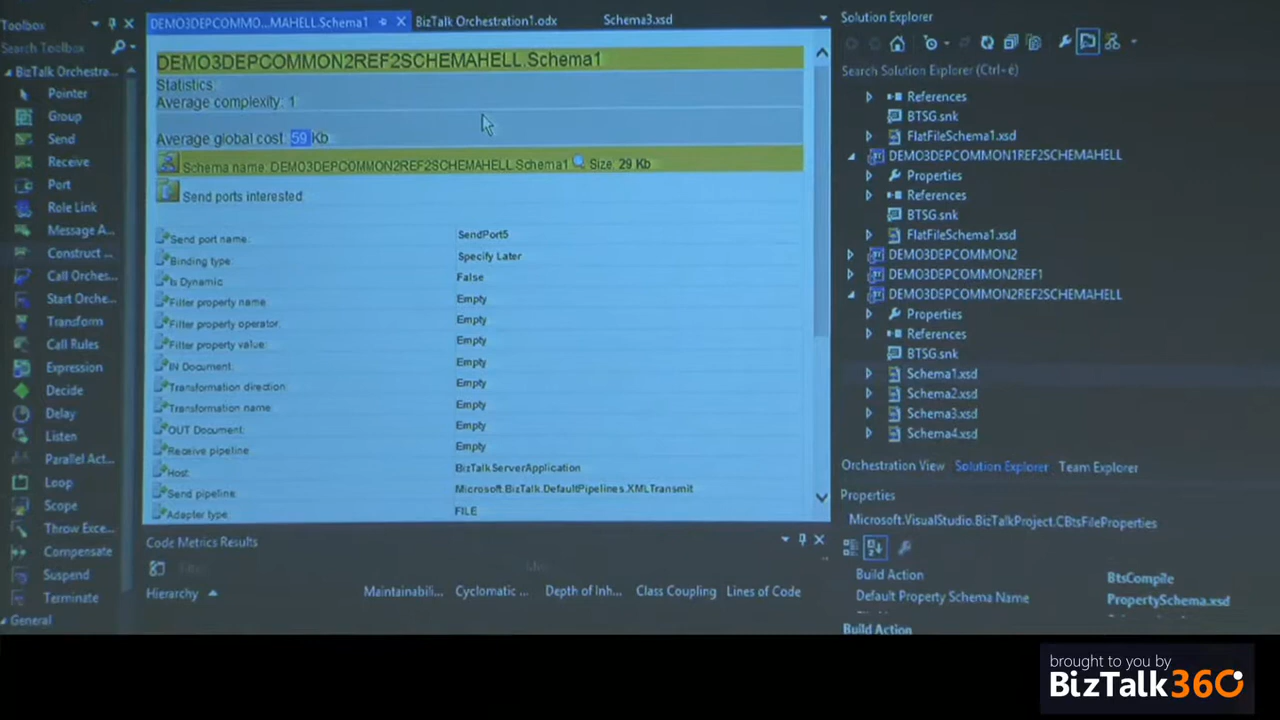 Toolbox
Search Toolbox
BizTalk Orchestra...
Pointer
Group
Send
Receive
Port
Role Link
Message A...
Construct ...
Call Orches...
Start Orche...
Transform
Call Rules
Expression
Decide
Delay
Listen
Parallel Act...
Loop
Scope
Throw Exce...
Compensate
Suspend
Terminate
General
DEMO3DEPCOMMO...MAHELL.Schema1
BizTalk Orchestration1.odx
Schema3.xsd
DEMO3DEPCOMMON2REF2SCHEMAHELL.Schema1
Statistics
Average complexity: 1
Average global cost: 59 Kb
Schema name: DEMO3DEPCOMMON2REF2SCHEMAHELL.Schema1 Size: 29 Kb
Send ports interested
Send port name: SendPort5
Binding type: Specify Later
Is Dynamic False
Filter property name Empty
Filter property operator: Empty
Filter property value: Empty
IN Document: Empty
Transformation direction: Empty
Transformation name Empty
OUT Document: Empty
Receive pipeline Empty
Host: BizTalkServerApplication
Send pipeline: Microsoft.BizTalk.DefaultPipelines.XMLTransmit
Adapter type FILE
Code Metrics Results
Hierarchy
Maintainabili...
Cyclomatic ...
Depth of Inh...
Class Coupling
Lines of Code
Solution Explorer
Search Solution Explorer (Ctrl+è)
References
BTSG.snk
FlatFileSchema1.xsd
DEMO3DEPCOMMON1REF2SCHEMAHELL
Properties
References
BTSG.snk
FlatFileSchema1.xsd
DEMO3DEPCOMMON2
DEMO3DEPCOMMON2REF1
DEMO3DEPCOMMON2REF2SCHEMAHELL
Properties
References
BTSG.snk
Schema1.xsd
Schema2.xsd
Schema3.xsd
Schema4.xsd
Orchestration View
Solution Explorer
Team Explorer
Properties
Microsoft.VisualStudio.BizTalkProject.CBtsFileProperties
Build Action BtsCompile
Default Property Schema Name PropertySchema.xsd
Build Action
brought to you by
BizTalk360